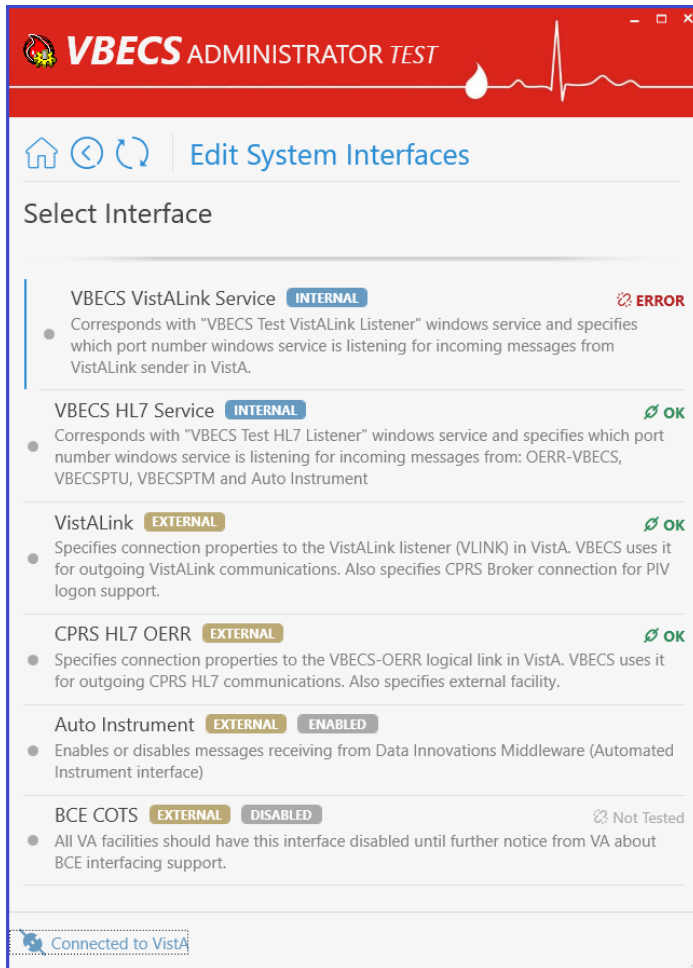 VBECS ADMINISTRATOR TEST
Edit System Interfaces
Select Interface
VBECS VistALink Service INTERNAL ERROR
Corresponds with "VBECS Test VistALink Listener" windows service and specifies
which port number windows service is listening for incoming messages from
VistALink sender in VistA.
VBECS HL7 Service INTERNAL OK
Corresponds with "VBECS Test HL7 Listener" windows service and specifies which port
number windows service is listening for incoming messages from: OERR-VBECS,
VBECSPTU, VBECSPTM and Auto Instrument
VistALink EXTERNAL OK
Specifies connection properties to the VistALink listener (VLINK) in VistA. VBECS uses it
for outgoing VistALink communications. Also specifies CPRS Broker connection for PIV
logon support.
CPRS HL7 OERR EXTERNAL OK
Specifies connection properties to the VBECS-OERR logical link in VistA. VBECS uses it
for outgoing CPRS HL7 communications. Also specifies external facility.
Auto Instrument EXTERNAL ENABLED
Enables or disables messages receiving from Data Innovations Middleware (Automated
Instrument interface)
BCE COTS EXTERNAL DISABLED Not Tested
All VA facilities should have this interface disabled until further notice from VA about
BCE interfacing support.
Connected to VistA